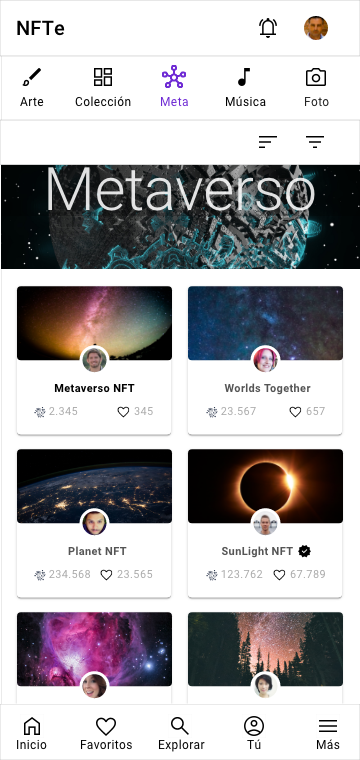 NFTe
Arte Colección Meta Música Foto
Metaverso
Metaverso NFT
2.345 345
Worlds Together
23.567 657
Planet NFT
234.568 23.565
SunLight NFT
123.762 67.789
Inicio Favoritos Explorar Tú Más